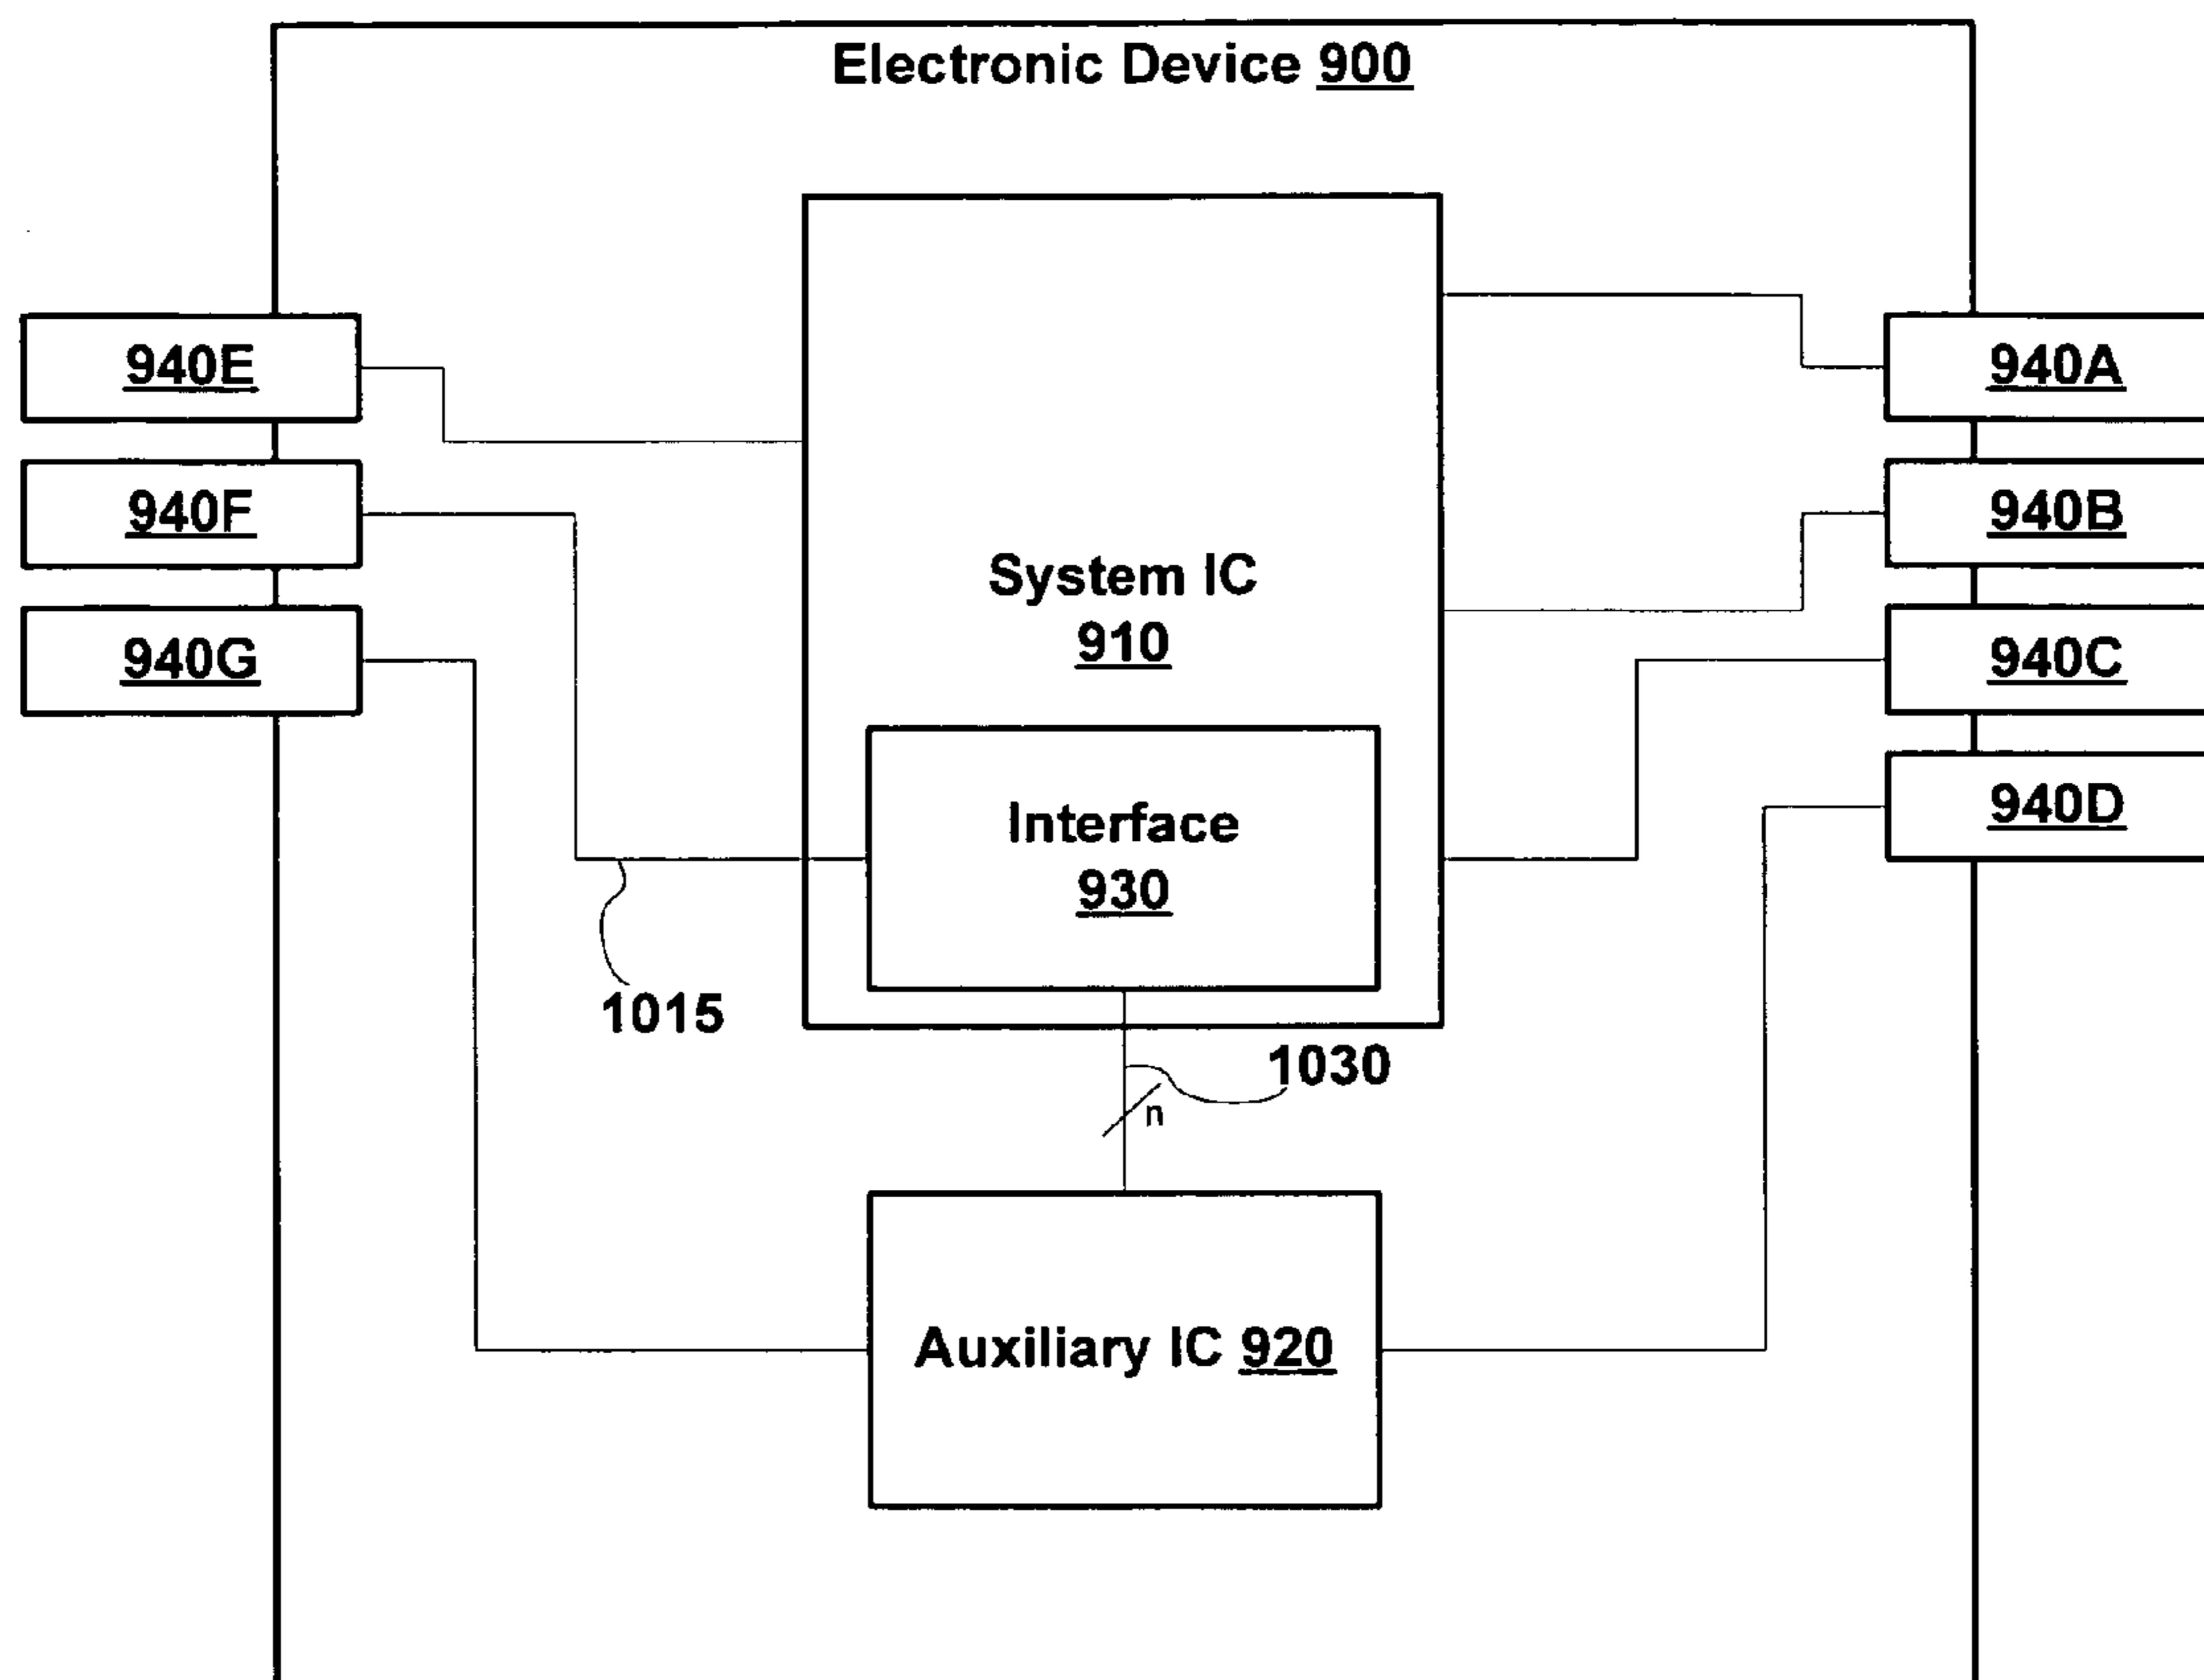 Electronic Device 900
940E
940A
940F
940B
System IC
910
940G
940C
Interface
930
940D
1015
1030
n
Auxiliary IC 920